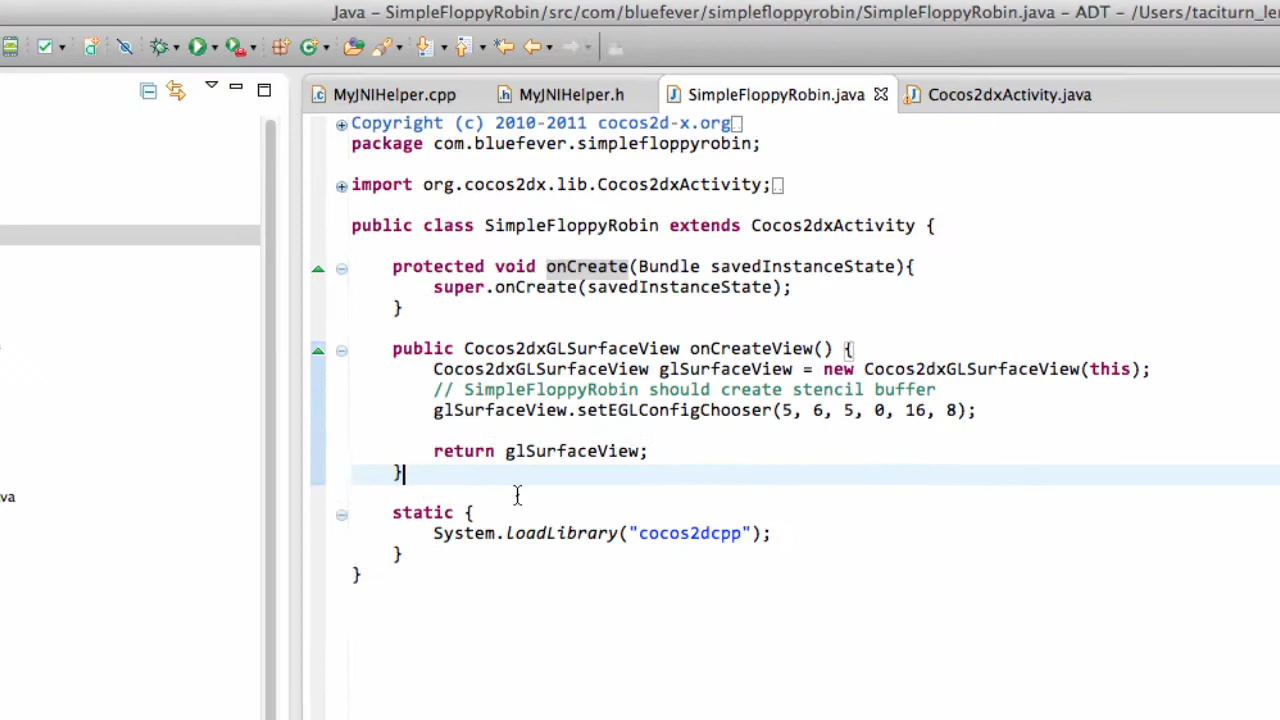 Java - SimpleFloppyRobin/src/com/bluefever/simplefloppyrobin/SimpleFloppyRobin.java - ADT - /Users/taciturn_le
MyJNIHelper.cpp MyJNIHelper.h SimpleFloppyRobin.java Cocos2dxActivity.java
Copyright (c) 2010-2011 cocos2d-x.org
package com.bluefever.simplefloppyrobin;
import org.cocos2dx.lib.Cocos2dxActivity;
public class SimpleFloppyRobin extends Cocos2dxActivity {
protected void onCreate(Bundle savedInstanceState){
super.onCreate(savedInstanceState);
}
public Cocos2dxGLSurfaceView onCreateView() {
Cocos2dxGLSurfaceView glSurfaceView = new Cocos2dxGLSurfaceView(this);
// SimpleFloppyRobin should create stencil buffer
glSurfaceView.setEGLConfigChooser(5, 6, 5, 0, 16, 8);
return glSurfaceView;
}
va
static {
System.loadLibrary("cocos2dcpp");
}
}